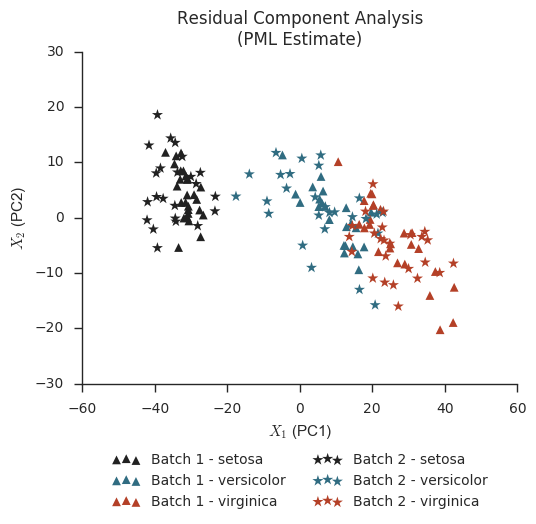 Residual Component Analysis
(PML Estimate)
30
20
10
0
−10
−20
−30
X₂ (PC2)
−60 −40 −20 0 20 40 60
X₁ (PC1)
Batch 1 - setosa Batch 2 - setosa
Batch 1 - versicolor Batch 2 - versicolor
Batch 1 - virginica Batch 2 - virginica